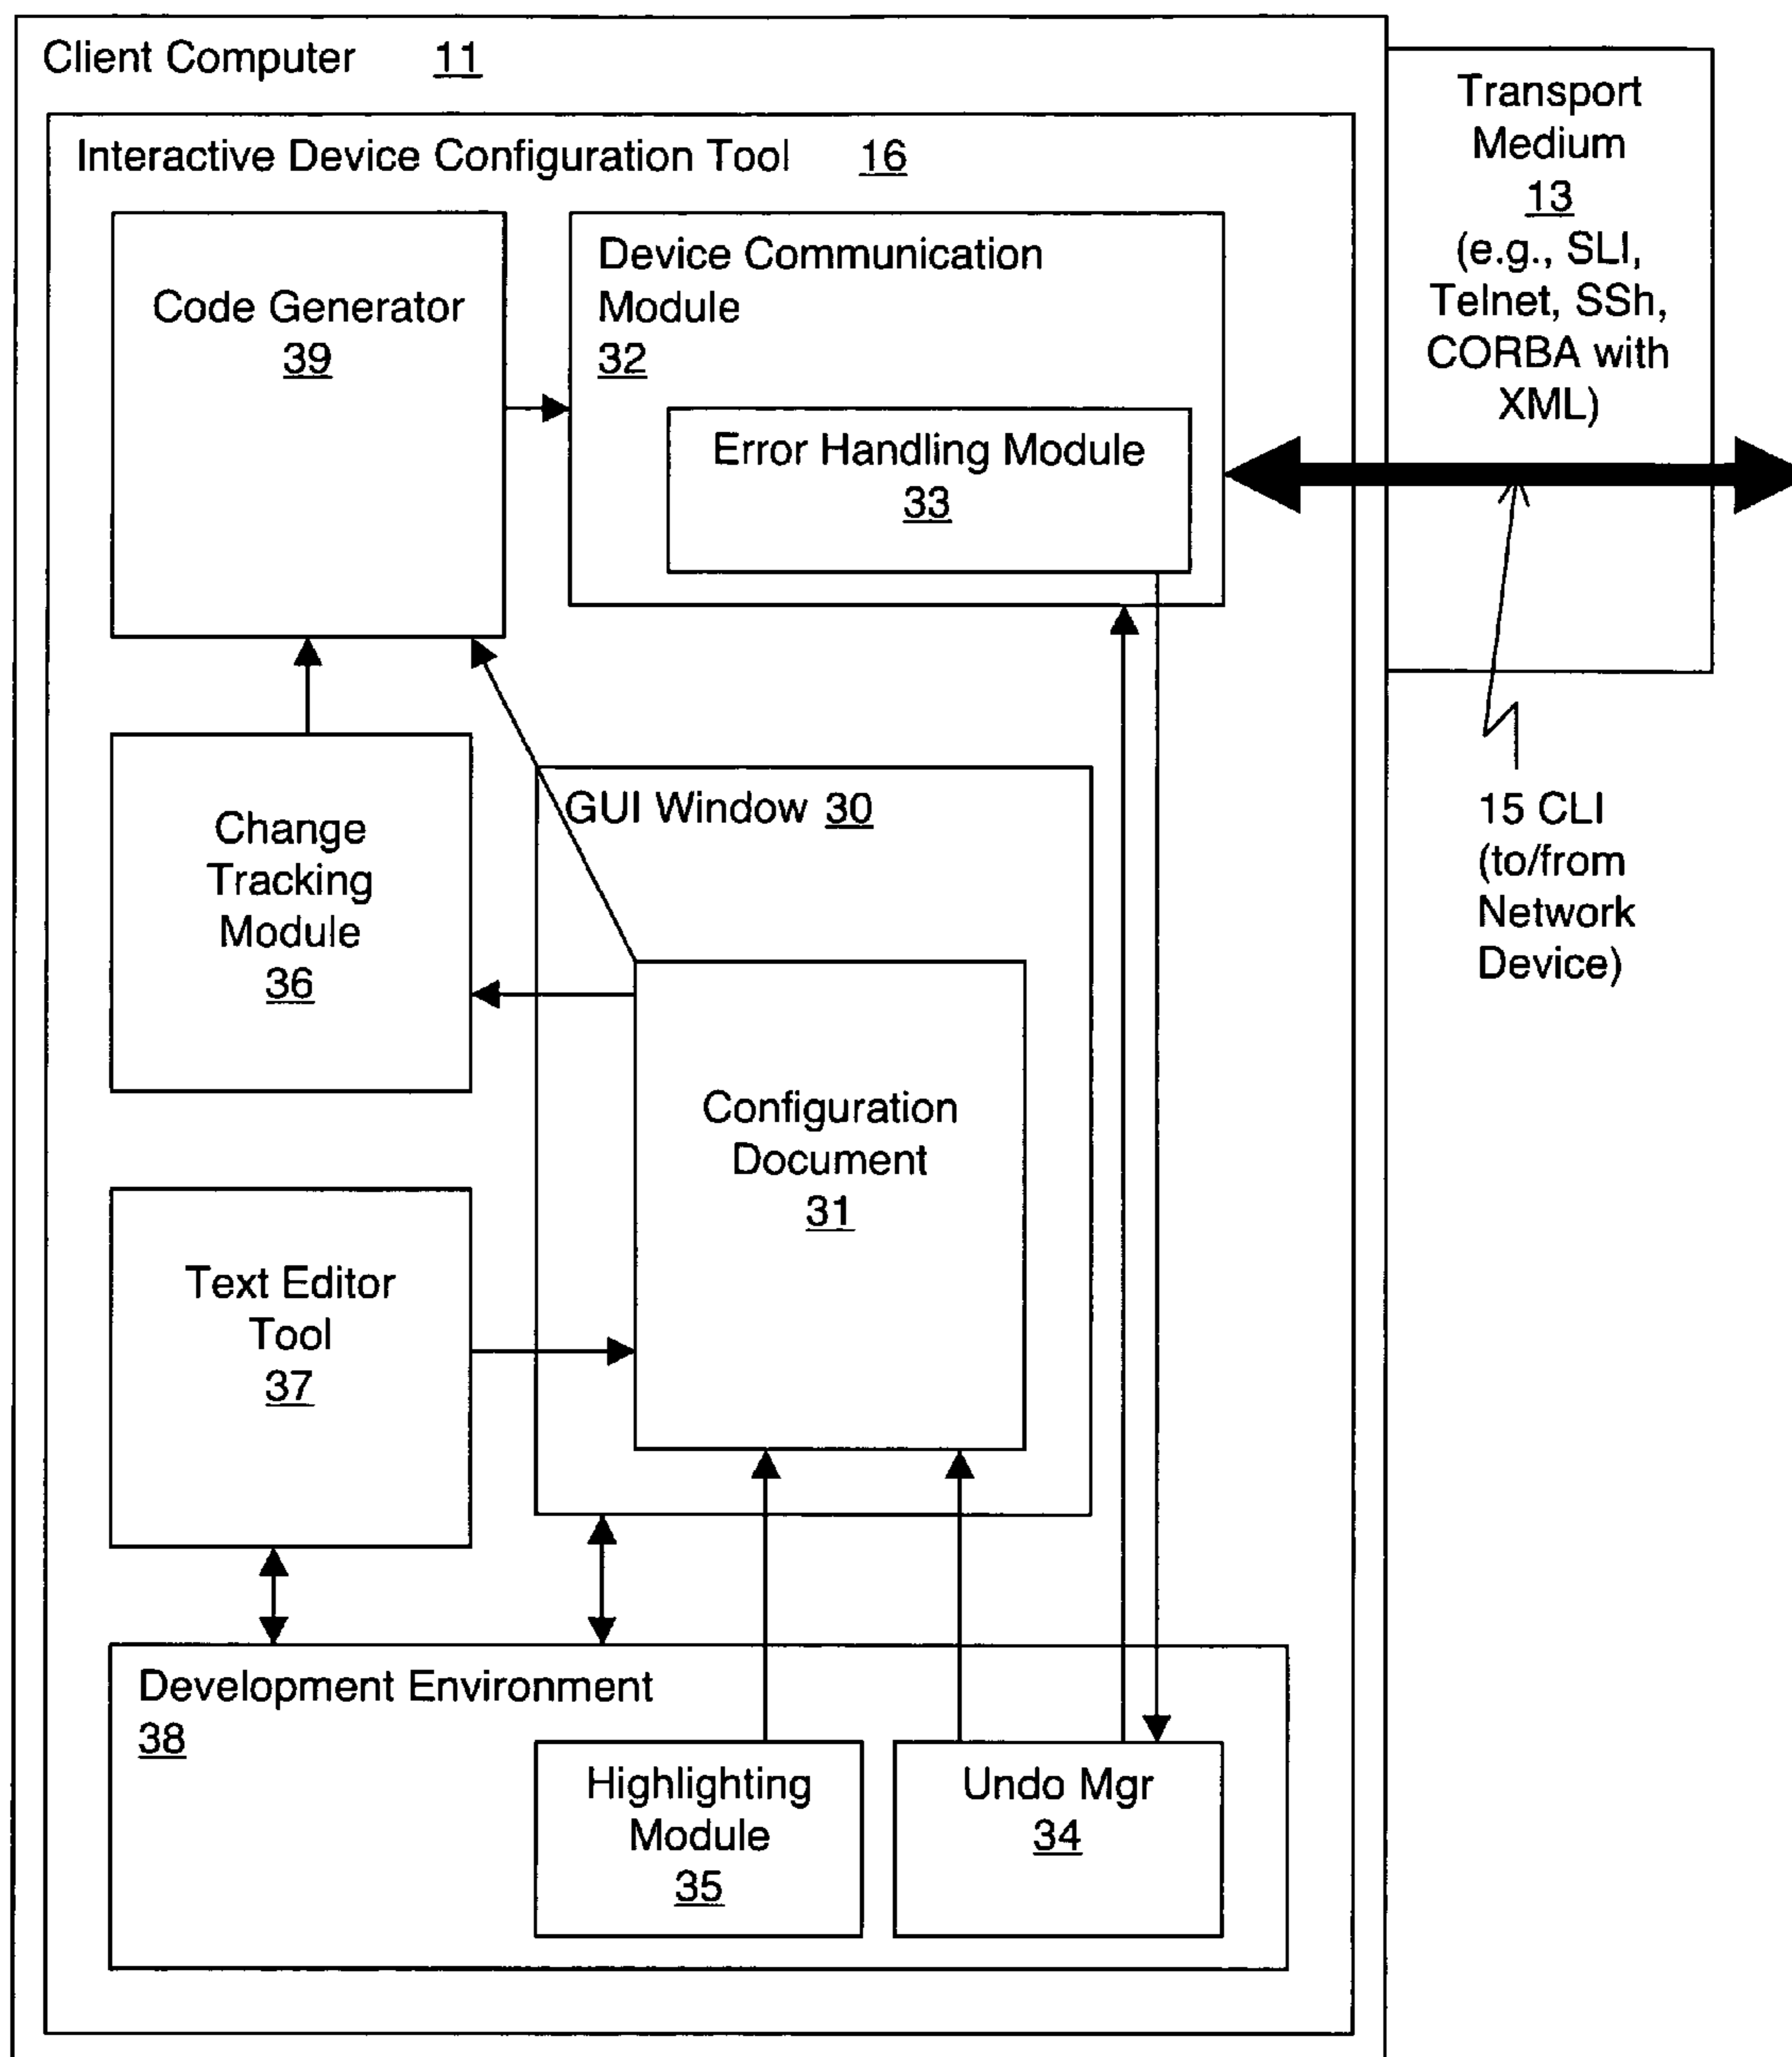 Client Computer 11
Interactive Device Configuration Tool 16
Code Generator
39
Device Communication
Module
32
Error Handling Module
33
Transport
Medium
13
(e.g., SLI,
Telnet, SSh,
CORBA with
XML)
15 CLI
(to/from
Network
Device)
Change
Tracking
Module
36
GUI Window 30
Configuration
Document
31
Text Editor
Tool
37
Development Environment
38
Highlighting
Module
35
Undo Mgr
34